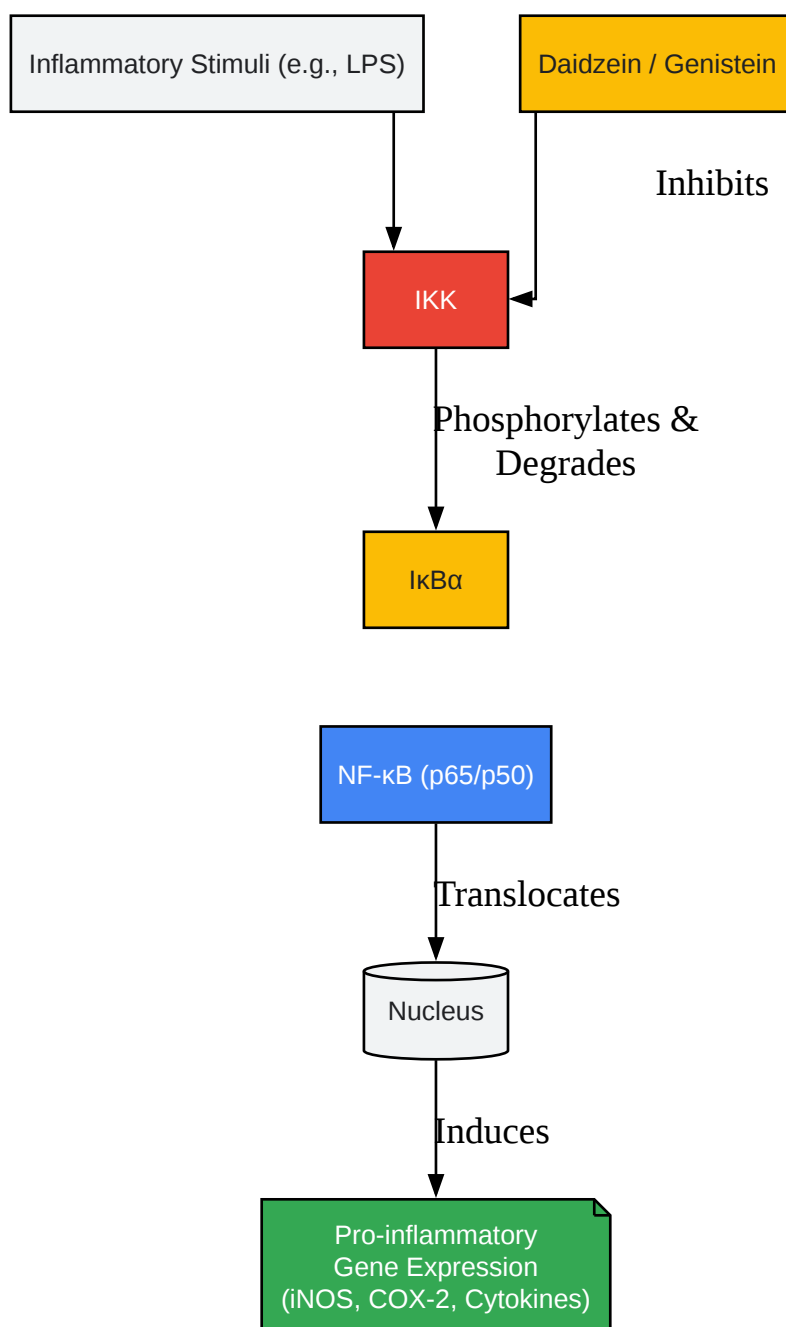 Inflammatory Stimuli (e.g., LPS)
Daidzein / Genistein
Inhibits
IKK
Phosphorylates &
Degrades
IκBα
NF-κB (p65/p50)
Translocates
Nucleus
Induces
Pro-inflammatory
Gene Expression
(iNOS, COX-2, Cytokines)